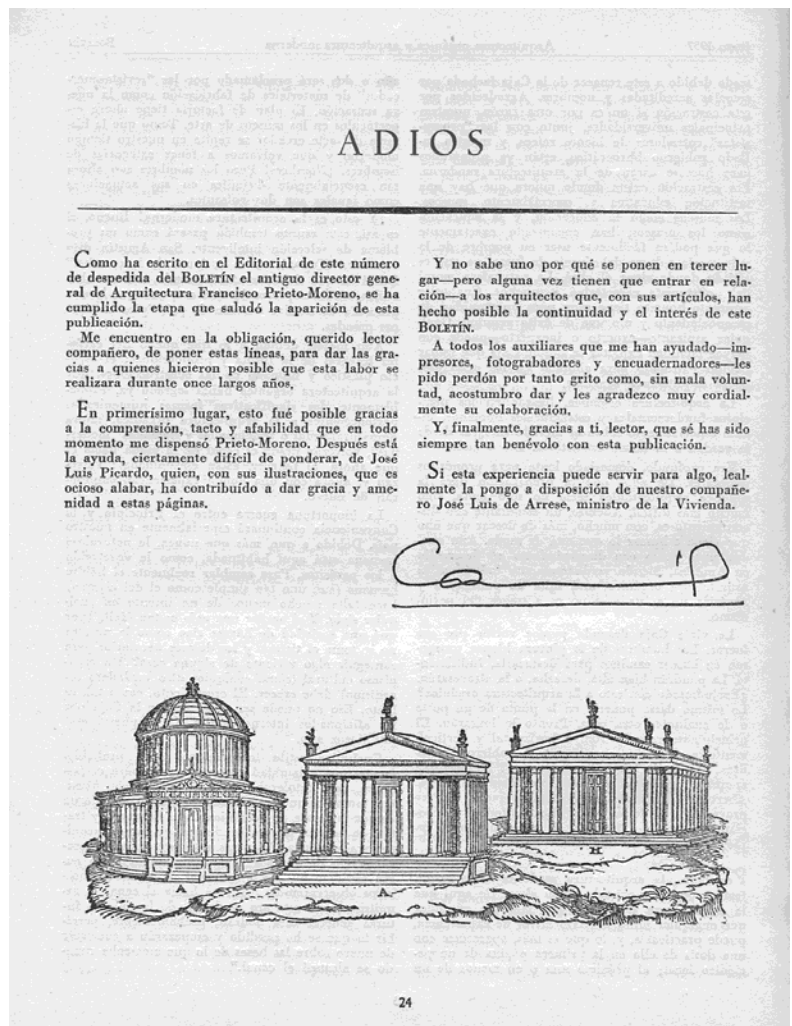 ADIOS
Como ha escrito en el Editorial de este número
de despedida del BOLETÍN el antiguo director gene-
ral de Arquitectura Francisco Prieto-Moreno, se ha
cumplido la etapa que saludó la aparición de esta
publicación.
Me encuentro en la obligación, querido lector
compañero, de poner estas líneas, para dar las gra-
cias a quienes hicieron posible que esta labor se
realizara durante once largos años.
En primerísimo lugar, esto fué posible gracias
a la comprensión, tacto y afabilidad que en todo
momento me dispensó Prieto-Moreno. Después está
la ayuda, ciertamente difícil de ponderar, de José
Luis Picardo, quien, con sus ilustraciones, que es
ocioso alabar, ha contribuído a dar gracia y ame-
nidad a estas páginas.
Y no sabe uno por qué se ponen en tercer lu-
gar—pero alguna vez tienen que entrar en rela-
ción—a los arquitectos que, con sus artículos, han
hecho posible la continuidad y el interés de este
BOLETÍN.
A todos los auxiliares que me han ayudado—im-
presores, fotograbadores y encuadernadores—les
pido perdón por tanto grito como, sin mala volun-
tad, acostumbro dar y les agradezco muy cordial-
mente su colaboración.
Y, finalmente, gracias a ti, lector, que sé has sido
siempre tan benévolo con esta publicación.
Si esta experiencia puede servir para algo, leal-
mente la pongo a disposición de nuestro compañe-
ro José Luis de Arrese, ministro de la Vivienda.
A
A
H
24